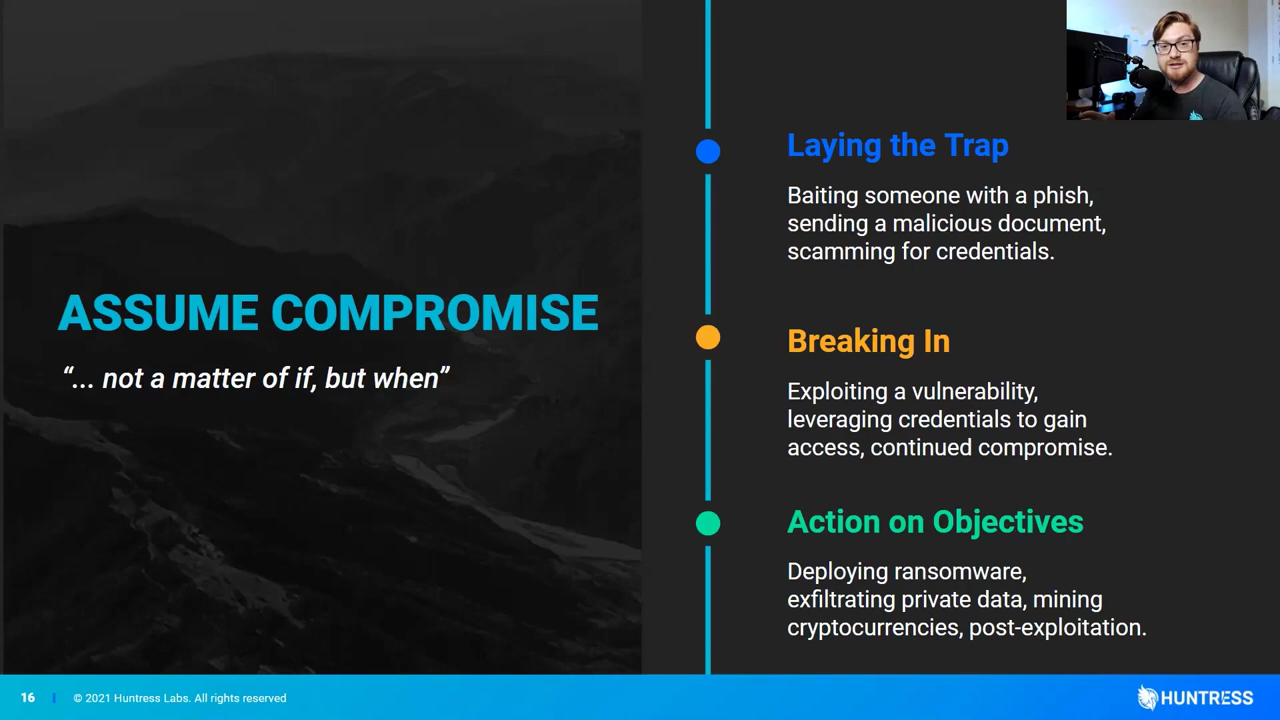 ASSUME COMPROMISE
“... not a matter of if, but when”
Laying the Trap
Baiting someone with a phish,
sending a malicious document,
scamming for credentials.
Breaking In
Exploiting a vulnerability,
leveraging credentials to gain
access, continued compromise.
Action on Objectives
Deploying ransomware,
exfiltrating private data, mining
cryptocurrencies, post-exploitation.
16 | © 2021 Huntress Labs. All rights reserved
HUNTRESS